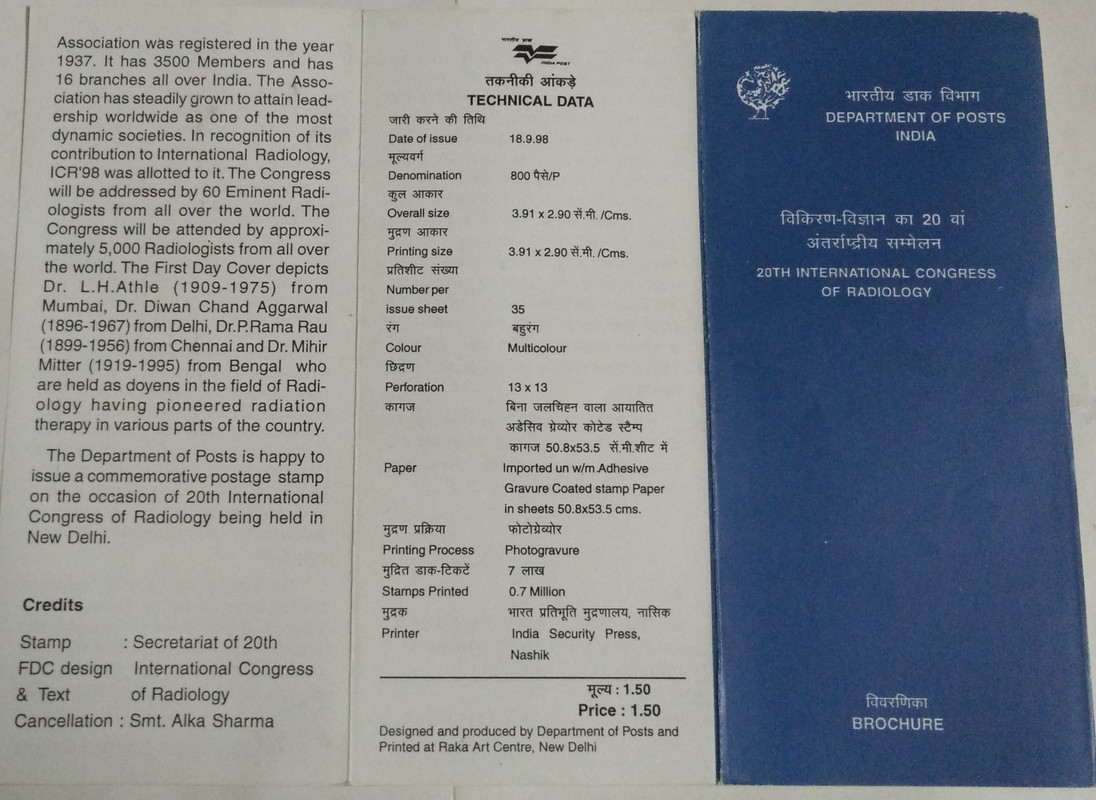 Association was registered in the year
1937. It has 3500 Members and has
16 branches all over India. The Asso-
ciation has steadily grown to attain lead-
ership worldwide as one of the most
dynamic societies. In recognition of its
contribution to International Radiology,
ICR'98 was allotted to it. The Congress
will be addressed by 60 Eminent Radi-
ologists from all over the world. The
Congress will be attended by approxi-
mately 5,000 Radiologists from all over
the world. The First Day Cover depicts
Dr. L.H.Athle (1909-1975) from
Mumbai, Dr. Diwan Chand Aggarwal
(1896-1967) from Delhi, Dr.P.Rama Rau
(1899-1956) from Chennai and Dr. Mihir
Mitter (1919-1995) from Bengal who
are held as doyens in the field of Radi-
ology having pioneered radiation
therapy in various parts of the country.
The Department of Posts is happy to
issue a commemorative postage stamp
on the occasion of 20th International
Congress of Radiology being held in
New Delhi.
Credits
Stamp : Secretariat of 20th
FDC design International Congress
& Text of Radiology
Cancellation : Smt. Alka Sharma
भारतीय डाक
INDIA POST
तकनीकी आंकड़े
TECHNICAL DATA
जारी करने की तिथि
Date of issue 18.9.98
मूल्यवर्ग
Denomination 800 पैसे/P
कुल आकार
Overall size 3.91 x 2.90 सें.मी. /Cms.
मुद्रण आकार
Printing size 3.91 x 2.90 सें.मी. /Cms.
प्रतिशीट संख्या
Number per
issue sheet 35
रंग बहुरंग
Colour Multicolour
छिद्रण
Perforation 13 x 13
कागज बिना जलचिह्न वाला आयातित
अडेसिव ग्रेव्योर कोटेड स्टैम्प
कागज 50.8x53.5 सें.मी.शीट में
Paper Imported un w/m.Adhesive
Gravure Coated stamp Paper
in sheets 50.8x53.5 cms.
मुद्रण प्रक्रिया फोटोग्रेव्योर
Printing Process Photogravure
मुद्रित डाक-टिकटें 7 लाख
Stamps Printed 0.7 Million
मुद्रक भारत प्रतिभूति मुद्रणालय, नासिक
Printer India Security Press,
Nashik
मूल्य : 1.50
Price : 1.50
Designed and produced by Department of Posts and
Printed at Raka Art Centre, New Delhi
भारतीय डाक विभाग
DEPARTMENT OF POSTS
INDIA
विकिरण-विज्ञान का 20 वां
अंतर्राष्ट्रीय सम्मेलन
20TH INTERNATIONAL CONGRESS
OF RADIOLOGY
विवरणिका
BROCHURE